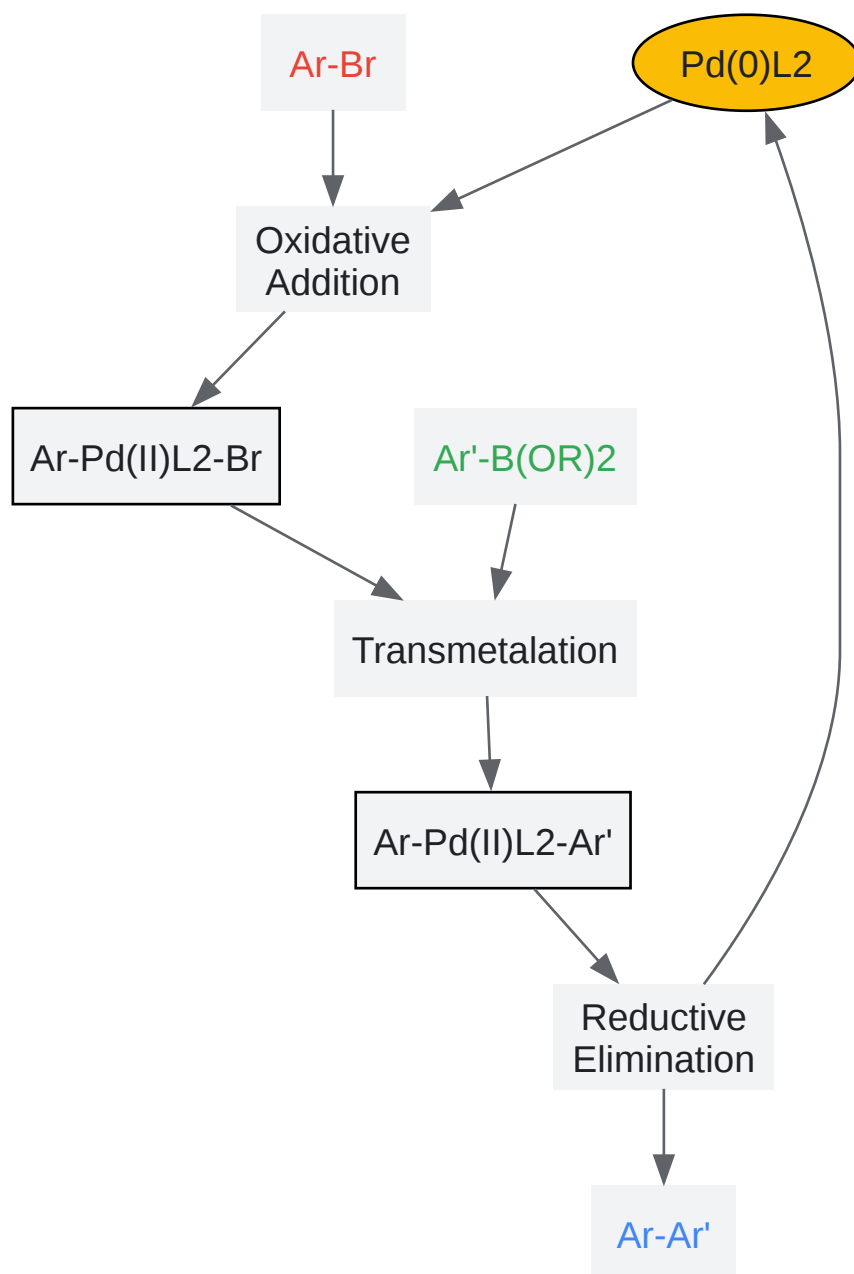 Ar-Br
Pd(0)L2
Oxidative
Addition
Ar-Pd(II)L2-Br
Ar'-B(OR)2
Transmetalation
Ar-Pd(II)L2-Ar'
Reductive
Elimination
Ar-Ar'